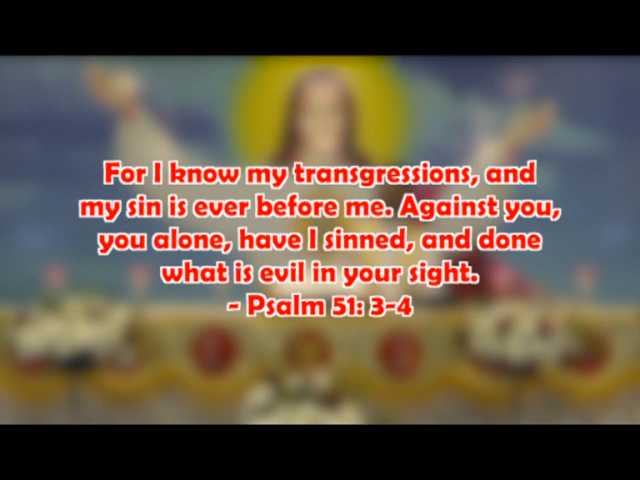 For I know my transgressions, and
my sin is ever before me. Against you,
you alone, have I sinned, and done
what is evil in your sight.
- Psalm 51: 3-4